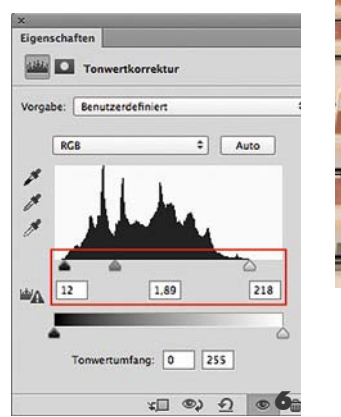 Eigenschaften
Tonwertkorrektur
Vorgabe: Benutzerdefiniert
RGB Auto
12 1,89 218
Tonwertumfang: 0 255
6